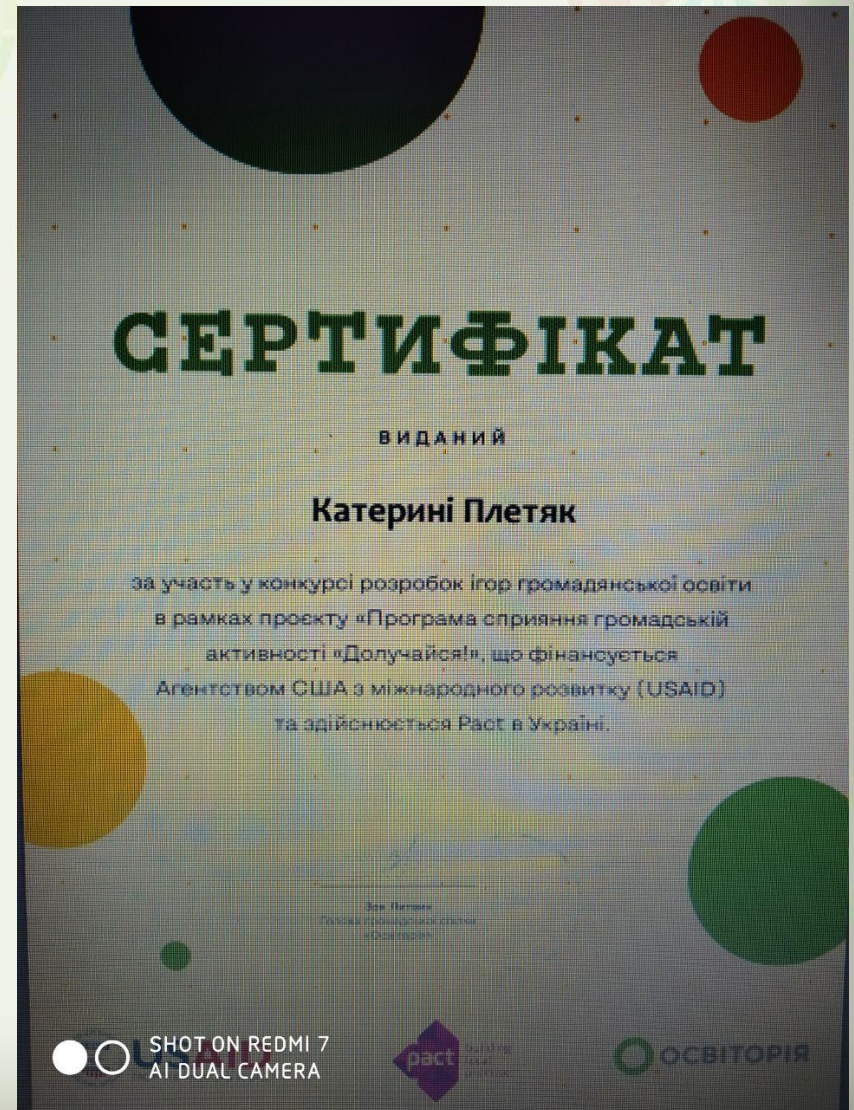 СЕРТИФІКАТ
ВИДАНИЙ
Катерині Плетяк
за участь у конкурсі розробок ігор громадянської освіти
в рамках проєкту «Програма сприяння громадській
активності «Долучайся!», що фінансується
Агентством США з міжнародного розвитку (USAID)
та здійснюється Pact в Україні.
USAID
pact
ОСВІТОРІЯ
SHOT ON REDMI 7
AI DUAL CAMERA